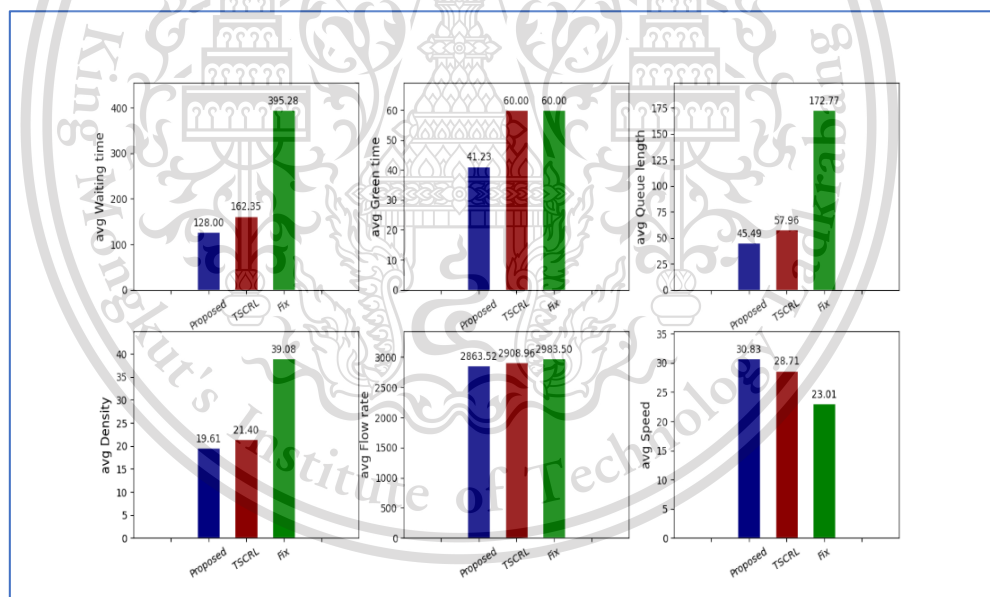 avg Waiting time
400
300
200
100
0
128.00
162.35
395.28
Proposed
TSCRL
Fix
avg Green time
60
50
40
30
20
10
0
41.23
60.00
60.00
Proposed
TSCRL
Fix
avg Queue length
175
150
125
100
75
50
25
0
45.49
57.96
172.77
Proposed
TSCRL
Fix
avg Density
40
35
30
25
20
15
10
5
0
19.61
21.40
39.08
Proposed
TSCRL
Fix
avg Flow rate
3000
2500
2000
1500
1000
500
0
2863.52
2908.96
2983.50
Proposed
TSCRL
Fix
avg Speed
35
30
25
20
15
10
5
0
30.83
28.71
23.01
Proposed
TSCRL
Fix
King Mongkut's Institute of Technology Ladkrabang